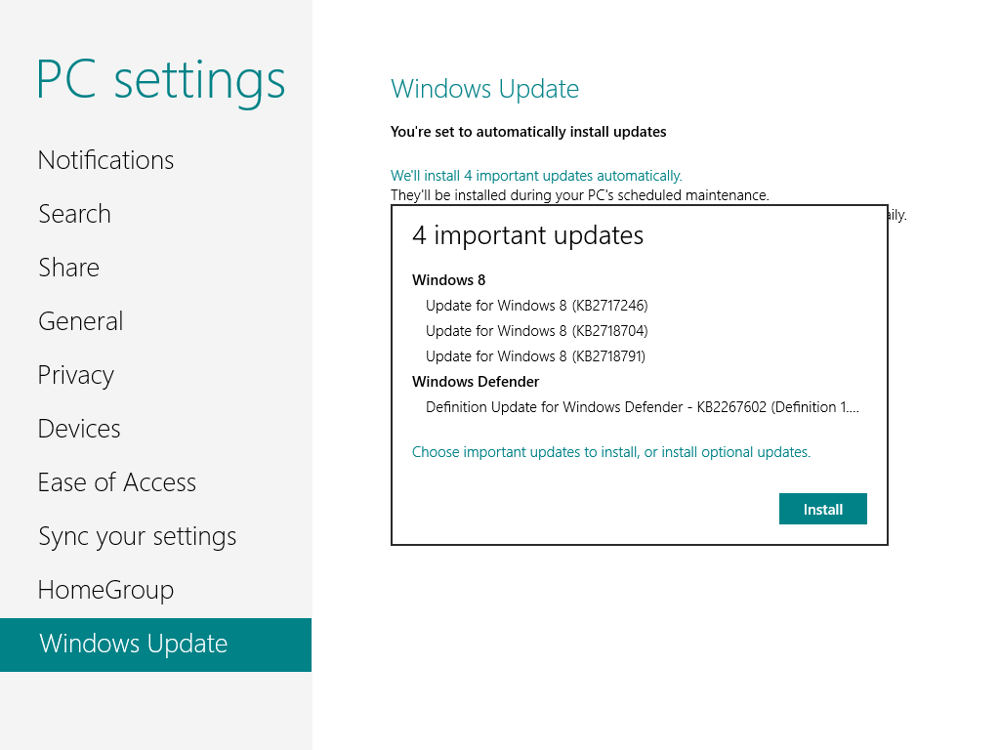 PC settings
Notifications
Search
Share
General
Privacy
Devices
Ease of Access
Sync your settings
HomeGroup
Windows Update
Windows Update
You're set to automatically install updates
We'll install 4 important updates automatically.
They'll be installed during your PC's scheduled maintenance.
4 important updates
Windows 8
Update for Windows 8 (KB2717246)
Update for Windows 8 (KB2718704)
Update for Windows 8 (KB2718791)
Windows Defender
Definition Update for Windows Defender - KB2267602 (Definition 1....
Choose important updates to install, or install optional updates.
Install